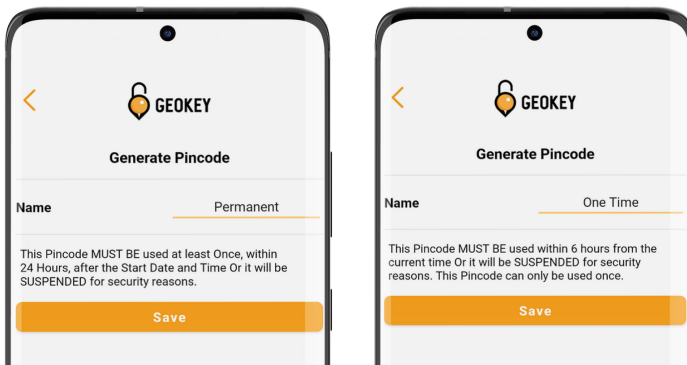 GEOKEY
Generate Pincode
Name Permanent
This Pincode MUST BE used at least Once, within
24 Hours, after the Start Date and Time Or it will be
SUSPENDED for security reasons.
Save
GEOKEY
Generate Pincode
Name One Time
This Pincode MUST BE used within 6 hours from the
current time Or it will be SUSPENDED for security
reasons. This Pincode can only be used once.
Save